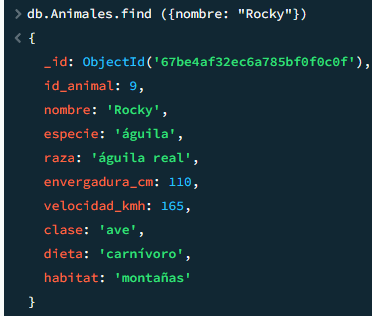 > db.Animales.find ({nombre: "Rocky"})
< {
_id: ObjectId('67be4af32ec6a785bf0f0c0f'),
id_animal: 9,
nombre: 'Rocky',
especie: 'águila',
raza: 'águila real',
envergadura_cm: 110,
velocidad_kmh: 165,
clase: 'ave',
dieta: 'carnívoro',
habitat: 'montañas'
}